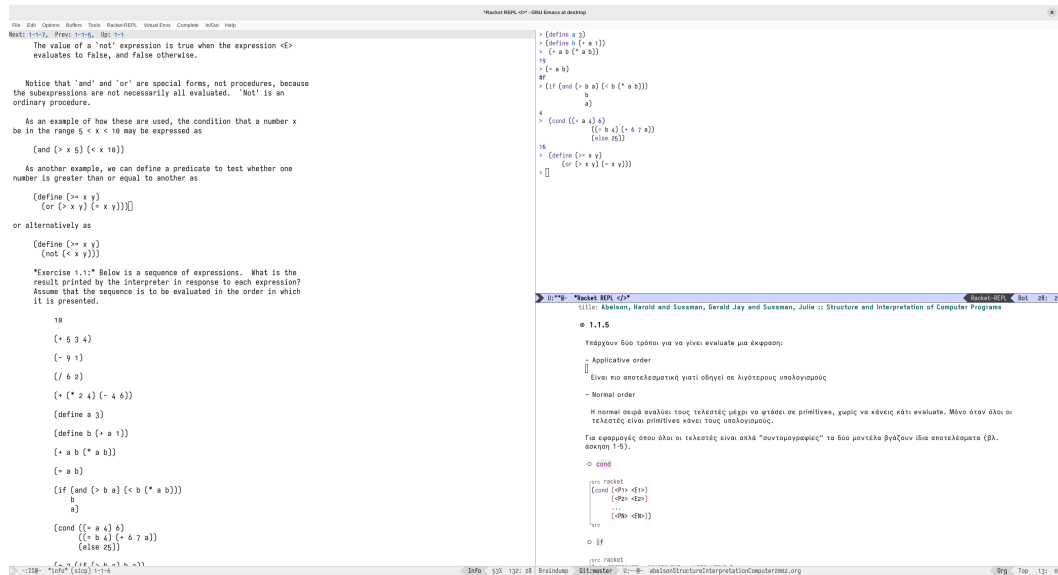 *Racket REPL </>* - GNU Emacs at desktop
File Edit Options Buffers Tools Racket-REPL Virtual Envs Complete In/Out Help
Next: 1-1-7, Prev: 1-1-5, Up: 1-1
The value of a `not' expression is true when the expression <E>
evaluates to false, and false otherwise.
Notice that `and' and `or' are special forms, not procedures, because
the subexpressions are not necessarily all evaluated. `Not' is an
ordinary procedure.
As an example of how these are used, the condition that a number x
be in the range 5 < x < 10 may be expressed as
(and (> x 5) (< x 10))
As another example, we can define a predicate to test whether one
number is greater than or equal to another as
(define (>= x y)
(or (> x y) (= x y)))
or alternatively as
(define (>= x y)
(not (< x y)))
*Exercise 1.1:* Below is a sequence of expressions. What is the
result printed by the interpreter in response to each expression?
Assume that the sequence is to be evaluated in the order in which
it is presented.
10
(+ 5 3 4)
(- 9 1)
(/ 6 2)
(+ (* 2 4) (- 4 6))
(define a 3)
(define b (+ a 1))
(+ a b (* a b))
(= a b)
(if (and (> b a) (< b (* a b)))
b
a)
(cond ((= a 4) 6)
((= b 4) (+ 6 7 a))
(else 25))
(+ 2 (if (> b a) b a))
-:%%@- *info* (sicp) 1-1-6 Info 53% 132: 28
> (define a 3)
> (define b (+ a 1))
> (+ a b (* a b))
19
> (= a b)
#f
> (if (and (> b a) (< b (* a b)))
b
a)
4
> (cond ((= a 4) 6)
((= b 4) (+ 6 7 a))
(else 25))
16
> (define (>= x y)
(or (> x y) (= x y)))
>
U:**@- *Racket REPL </>* Racket-REPL Bot 28: 2
title: Abelson, Harold and Sussman, Gerald Jay and Sussman, Julie :: Structure and Interpretation of Computer Programs
1.1.5
Υπάρχουν δύο τρόποι για να γίνει evaluate μια έκφραση:
– Applicative order
Είναι πιο αποτελεσματική γιατί οδηγεί σε λιγότερους υπολογισμούς
– Normal order
Η normal σειρά αναλύει τους τελεστές μέχρι να φτάσει σε primitives, χωρίς να κάνεις κάτι evaluate. Μόνο όταν όλοι οι
τελεστές είναι primitives κάνει τους υπολογισμούς.
Για εφαρμογές όπου όλοι οι τελεστές είναι απλά "συντομογραφίες" τα δύο μοντέλα βγάζουν ίδια αποτελέσματα (βλ.
άσκηση 1-5).
cond
src racket
(cond (<P1> <E1>)
(<P2> <E2>)
...
(<PN> <EN>))
src
if
src racket
Braindump Git:master U:--@- abelsonStructureInterpretationComputer2002.org Org Top 13: 0